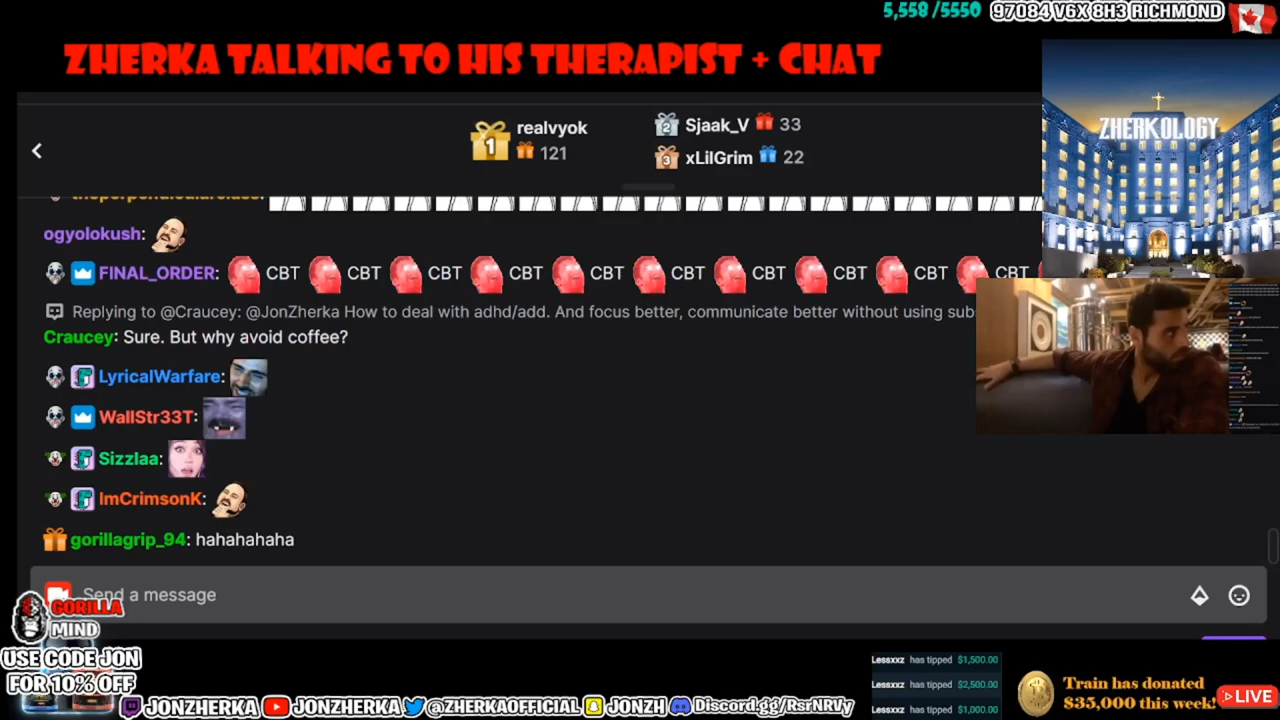 5,558 /5550
97084 V6X 8H3 RICHMOND
ZHERKA TALKING TO HIS THERAPIST + CHAT
ZHERKOLOGY
1 realvyok
121
2 Sjaak_V 33
3 xLilGrim 22
ogyolokush:
FINAL_ORDER: CBT CBT CBT CBT CBT CBT CBT CBT CBT CBT
Replying to @Craucey: @JonZherka How to deal with adhd/add. And focus better, communicate better without using sub
Craucey: Sure. But why avoid coffee?
LyricalWarfare:
WallStr33T:
Sizzlaa:
ImCrimsonK:
gorillagrip_94: hahahahaha
Send a message
GORILLA
MIND
USE CODE JON
FOR 10% OFF
JONZHERKA JONZHERKA @ZHERKAOFFICIAL JONZH Discord.gg/RsrNRVy
Lessxxz has tipped $1,500.00
Lessxxz has tipped $2,500.00
Lessxxz has tipped $1,000.00
Train has donated
$35,000 this week!
LIVE